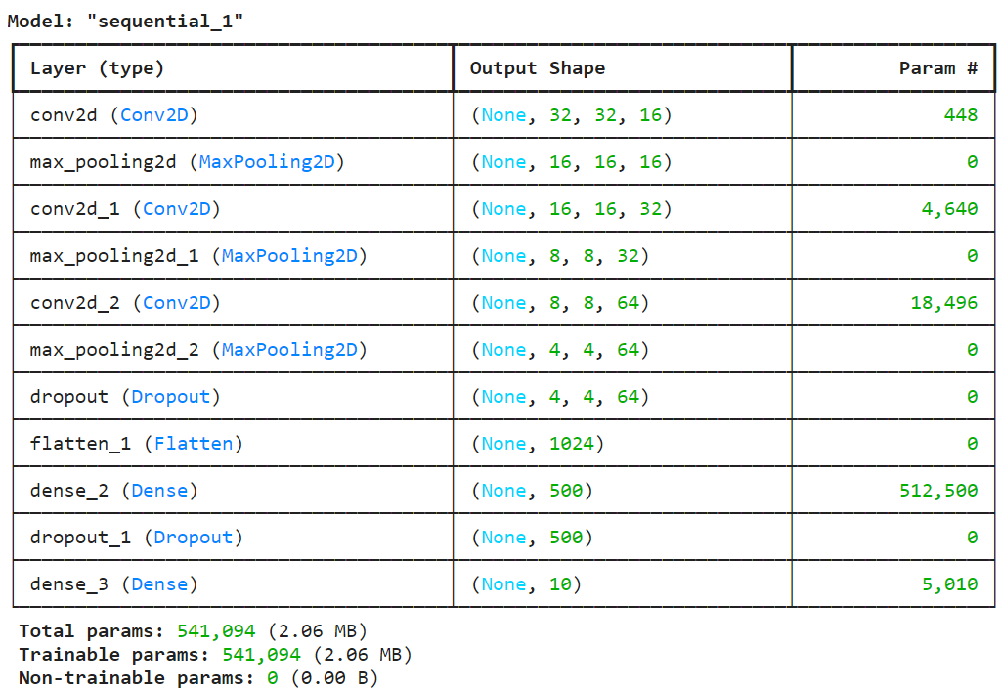 Model: "sequential_1"
Layer (type) Output Shape Param #
conv2d (Conv2D) (None, 32, 32, 16) 448
max_pooling2d (MaxPooling2D) (None, 16, 16, 16) 0
conv2d_1 (Conv2D) (None, 16, 16, 32) 4,640
max_pooling2d_1 (MaxPooling2D) (None, 8, 8, 32) 0
conv2d_2 (Conv2D) (None, 8, 8, 64) 18,496
max_pooling2d_2 (MaxPooling2D) (None, 4, 4, 64) 0
dropout (Dropout) (None, 4, 4, 64) 0
flatten_1 (Flatten) (None, 1024) 0
dense_2 (Dense) (None, 500) 512,500
dropout_1 (Dropout) (None, 500) 0
dense_3 (Dense) (None, 10) 5,010
Total params: 541,094 (2.06 MB)
Trainable params: 541,094 (2.06 MB)
Non-trainable params: 0 (0.00 B)